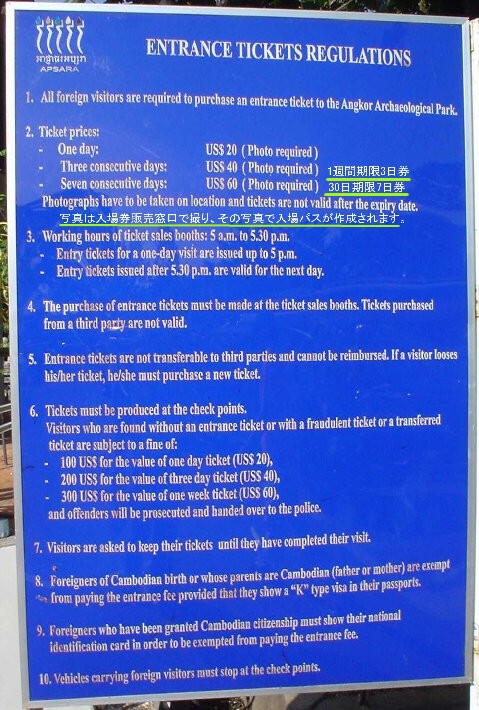 អាជ្ញាធរអប្សរា
APSARA
ENTRANCE TICKETS REGULATIONS
1. All foreign visitors are required to purchase an entrance ticket to the Angkor Archaeological Park.
2. Ticket prices:
- One day: US$ 20 ( Photo required )
- Three consecutive days: US$ 40 ( Photo required ) 1週間期限3日券
- Seven consecutive days: US$ 60 ( Photo required ) 30日期限7日券
Photographs have to be taken on location and tickets are not valid after the expiry date.
写真は入場券販売窓口で撮り、その写真で入場パスが作成されます。
3. Working hours of ticket sales booths: 5 a.m. to 5.30 p.m.
- Entry tickets for a one-day visit are issued up to 5 p.m.
- Entry tickets issued after 5.30 p.m. are valid for the next day.
4. The purchase of entrance tickets must be made at the ticket sales booths. Tickets purchased
from a third party are not valid.
5. Entrance tickets are not transferable to third parties and cannot be reimbursed. If a visitor looses
his/her ticket, he/she must purchase a new ticket.
6. Tickets must be produced at the check points.
Visitors who are found without an entrance ticket or with a fraudulent ticket or a transferred
ticket are subject to a fine of:
- 100 US$ for the value of one day ticket (US$ 20),
- 200 US$ for the value of three day ticket (US$ 40),
- 300 US$ for the value of one week ticket (US$ 60),
and offenders will be prosecuted and handed over to the police.
7. Visitors are asked to keep their tickets until they have completed their visit.
8. Foreigners of Cambodian birth or whose parents are Cambodian (father or mother) are exempt
from paying the entrance fee provided that they show a "K" type visa in their passports.
9. Foreigners who have been granted Cambodian citizenship must show their national
identification card in order to be exempted from paying the entrance fee.
10. Vehicles carrying foreign visitors must stop at the check points.